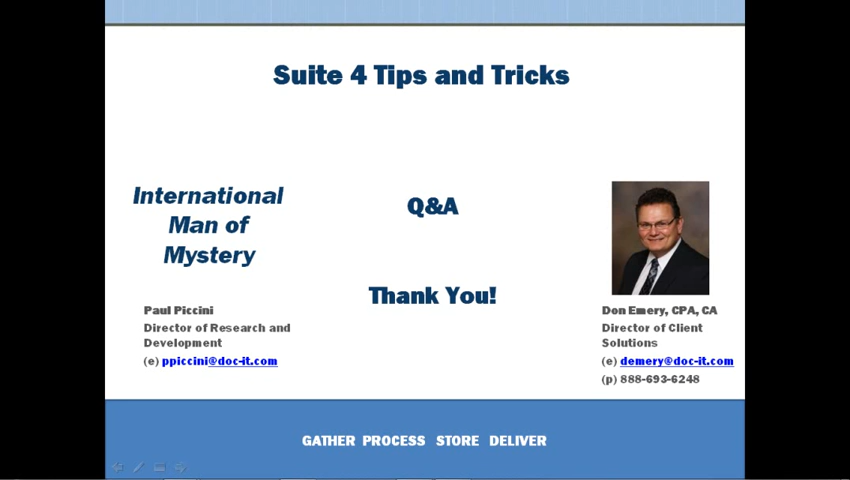 Suite 4 Tips and Tricks
International
Man of
Mystery
Q&A
Thank You!
Paul Piccini
Director of Research and
Development
(e) ppiccini@doc-it.com
Don Emery, CPA, CA
Director of Client
Solutions
(e) demery@doc-it.com
(p) 888-693-6248
GATHER PROCESS STORE DELIVER